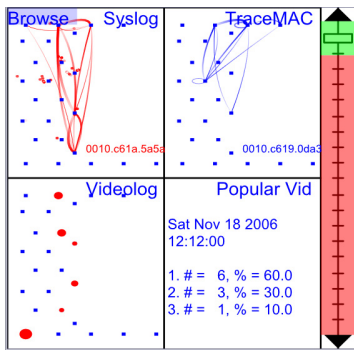 Browse Syslog
TraceMAC
0010.c61a.5a5a
0010.c619.0da3
Videolog
Popular Vid
Sat Nov 18 2006
12:12:00
1. # = 6, % = 60.0
2. # = 3, % = 30.0
3. # = 1, % = 10.0